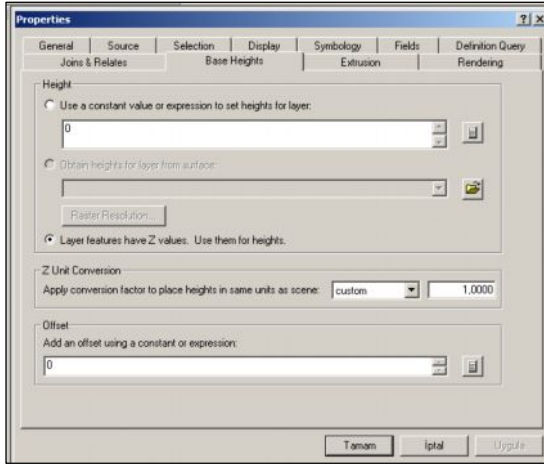 Properties
General Source Selection Display Symbology Fields Definition Query
Joins & Relates Base Heights Extrusion Rendering
Height
Use a constant value or expression to set heights for layer:
0
Obtain heights for layer from surface:
Raster Resolution...
Layer features have Z values. Use them for heights.
Z Unit Conversion
Apply conversion factor to place heights in same units as scene: custom 1,0000
Offset
Add an offset using a constant or expression:
0
Tamam İptal Uygula